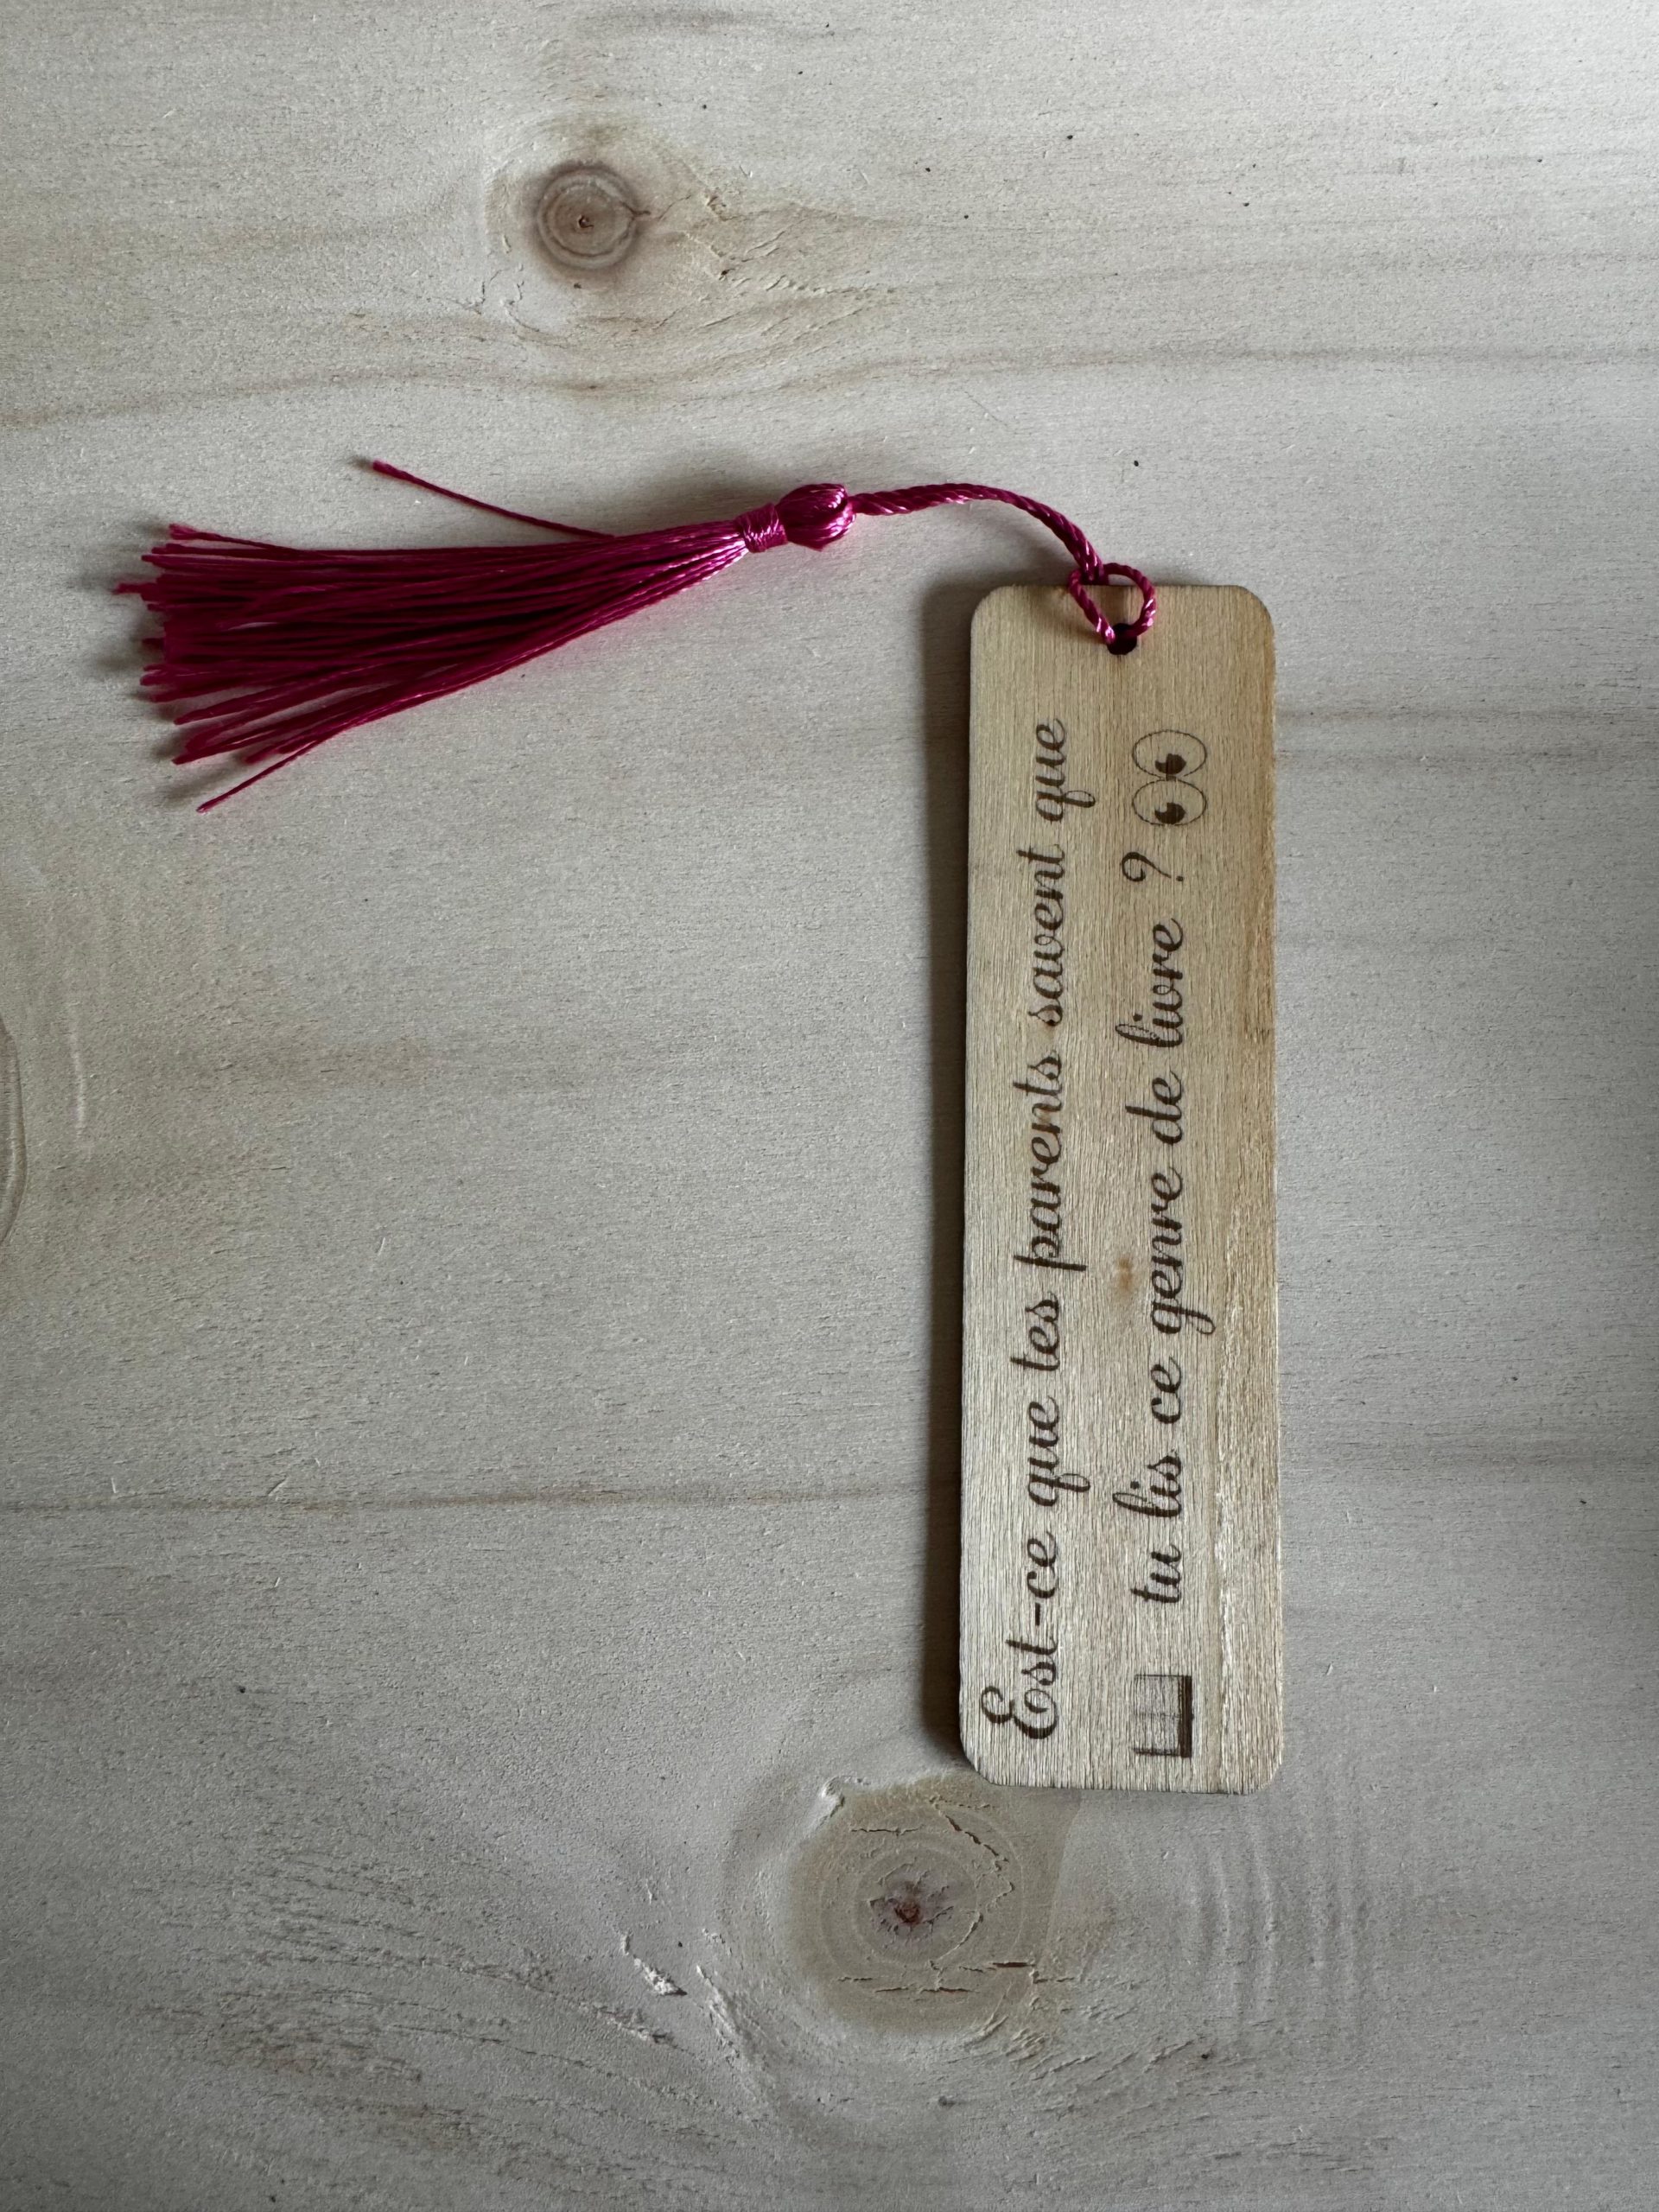 Est-ce que tes parents savent que
tu lis ce genre de livre ?